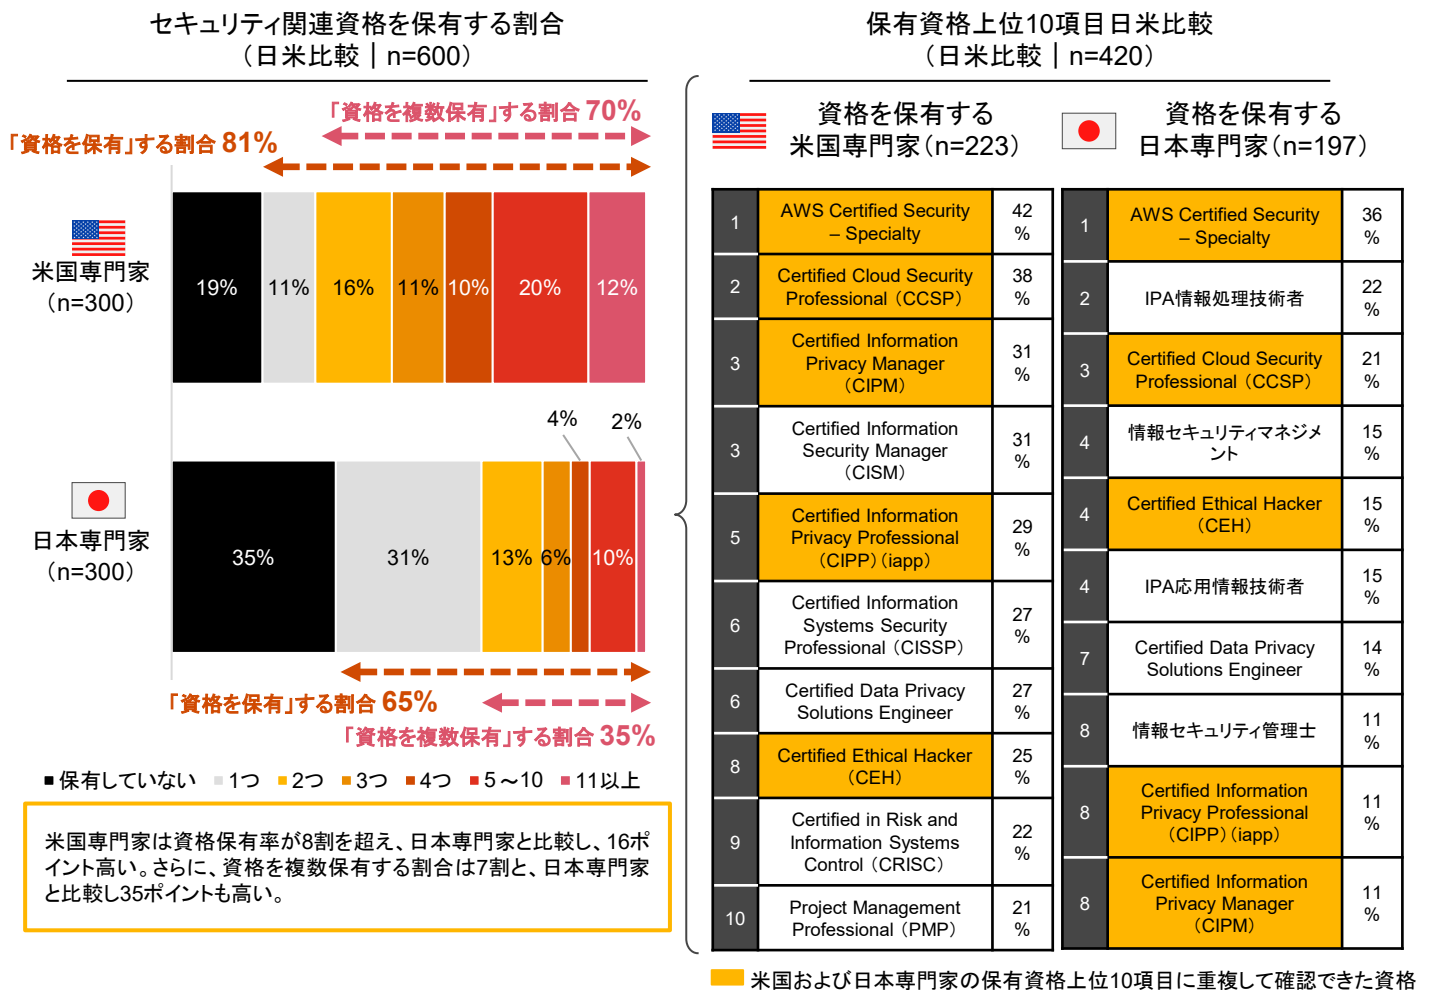 セキュリティ関連資格を保有する割合
（日米比較｜n=600）
「資格を複数保有」する割合 70%
「資格を保有」する割合 81%
米国専門家
（n=300）
19%
11%
16%
11%
10%
20%
12%
4%
2%
日本専門家
（n=300）
35%
31%
13%
6%
10%
「資格を保有」する割合 65%
「資格を複数保有」する割合 35%
保有していない 1つ 2つ 3つ 4つ 5～10 11以上
米国専門家は資格保有率が8割を超え、日本専門家と比較し、16ポ
イント高い。さらに、資格を複数保有する割合は7割と、日本専門家
と比較し35ポイントも高い。
保有資格上位10項目日米比較
（日米比較｜n=420）
資格を保有する
米国専門家（n=223）
1
AWS Certified Security
– Specialty
42
%
2
Certified Cloud Security
Professional（CCSP）
38
%
3
Certified Information
Privacy Manager
（CIPM）
31
%
3
Certified Information
Security Manager
（CISM）
31
%
5
Certified Information
Privacy Professional
（CIPP）（iapp）
29
%
6
Certified Information
Systems Security
Professional（CISSP）
27
%
6
Certified Data Privacy
Solutions Engineer
27
%
8
Certified Ethical Hacker
（CEH）
25
%
9
Certified in Risk and
Information Systems
Control（CRISC）
22
%
10
Project Management
Professional（PMP）
21
%
資格を保有する
日本専門家（n=197）
1
AWS Certified Security
– Specialty
36
%
2
IPA情報処理技術者
22
%
3
Certified Cloud Security
Professional（CCSP）
21
%
4
情報セキュリティマネジメ
ント
15
%
4
Certified Ethical Hacker
（CEH）
15
%
4
IPA応用情報技術者
15
%
7
Certified Data Privacy
Solutions Engineer
14
%
8
情報セキュリティ管理士
11
%
8
Certified Information
Privacy Professional
（CIPP）（iapp）
11
%
8
Certified Information
Privacy Manager
（CIPM）
11
%
米国および日本専門家の保有資格上位10項目に重複して確認できた資格